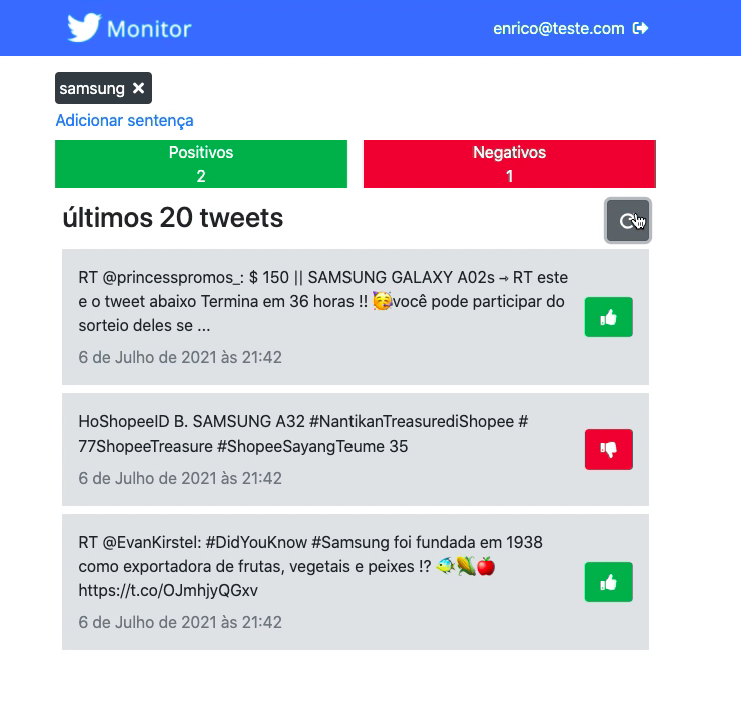 Monitor
enrico@teste.com
samsung
Adicionar sentença
Positivos
2
Negativos
1
últimos 20 tweets
RT @princesspromos_: $ 150 || SAMSUNG GALAXY A02s → RT este
e o tweet abaixo Termina em 36 horas !! 🥳você pode participar do
sorteio deles se ...
6 de Julho de 2021 às 21:42
HoShopeeID B. SAMSUNG A32 #NantikanTreasurediShopee #
77ShopeeTreasure #ShopeeSayangTeume 35
6 de Julho de 2021 às 21:42
RT @EvanKirstel: #DidYouKnow #Samsung foi fundada em 1938
como exportadora de frutas, vegetais e peixes !? 🐠🌽🍎
https://t.co/OJmhjyQGxv
6 de Julho de 2021 às 21:42